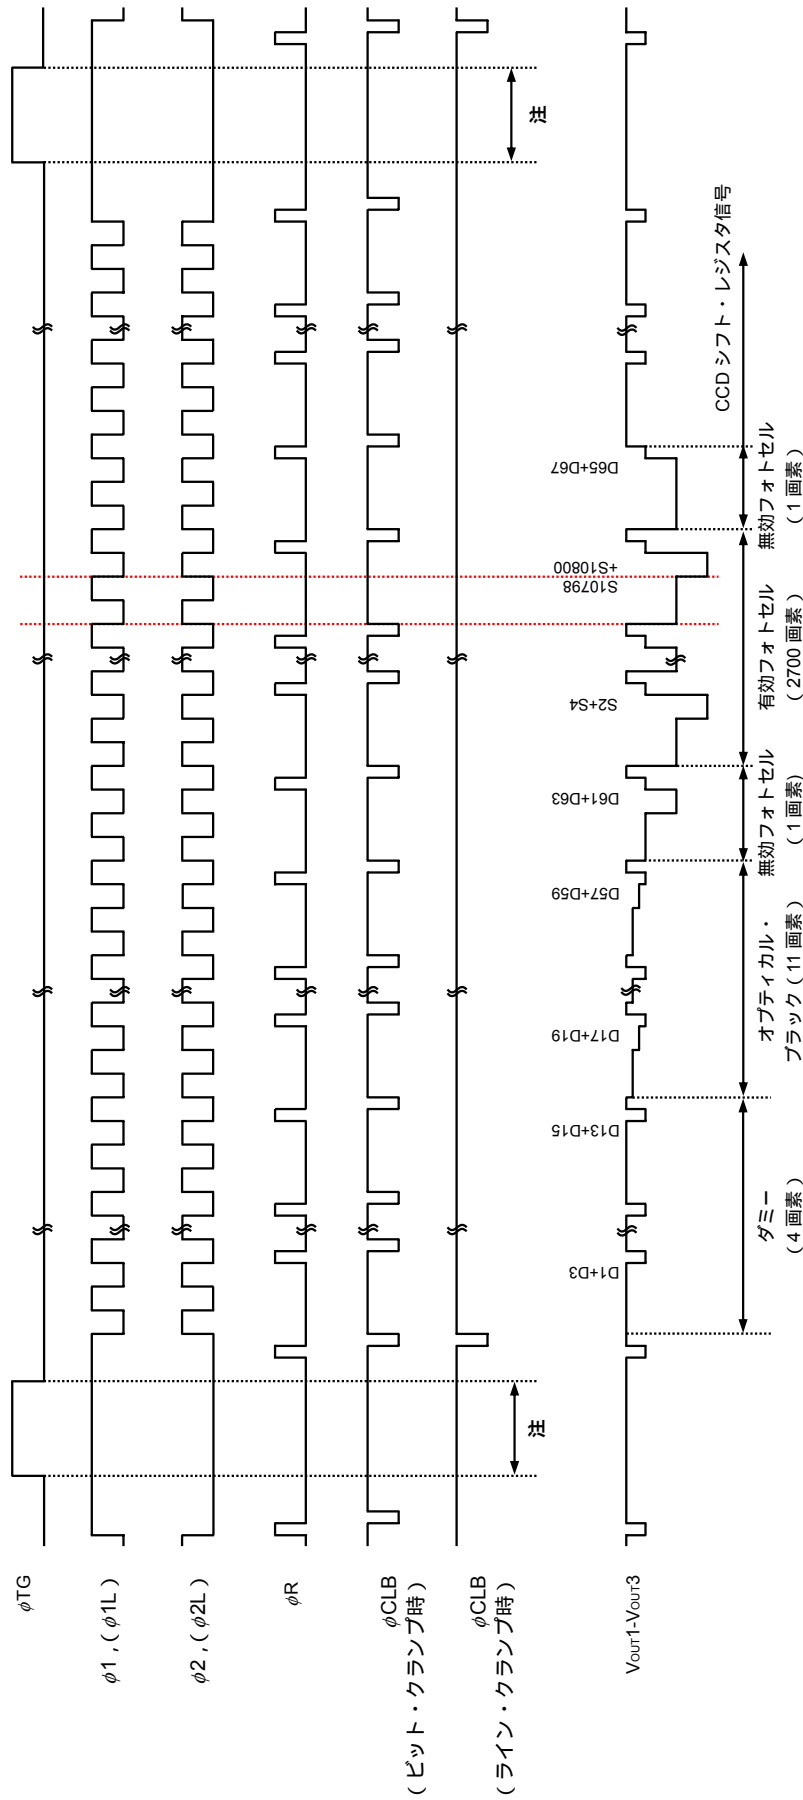 φTG
φ1，（φ1L）
φ2，（φ2L）
φR
φCLB
（ビット・クランプ時）
φCLB
（ライン・クランプ時）
VOUT1-VOUT3
注
注
D1+D3
D13+D15
D17+D19
D57+D59
D61+D63
S2+S4
S10798
+S10800
D65+D67
ダミー
（4 画素）
オプティカル・
ブラック（11 画素）
無効フォトセル
（1 画素）
有効フォトセル
（2700 画素）
無効フォトセル
（1 画素）
CCD シフト・レジスタ信号